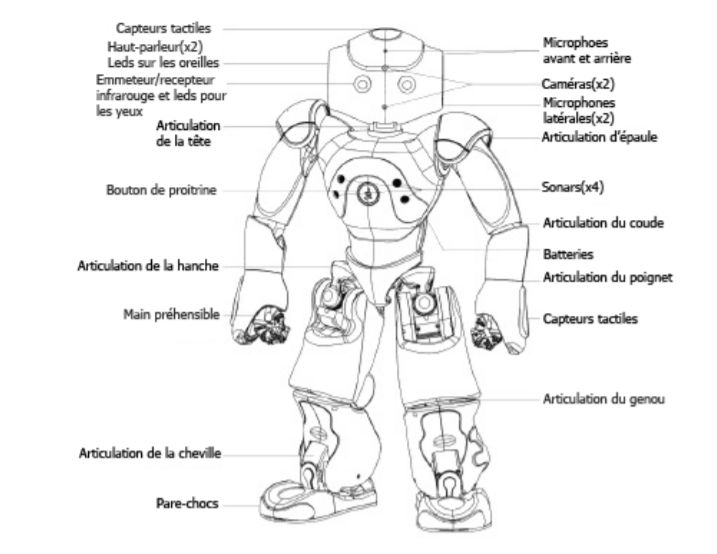 Capteurs tactiles
Haut-parleur(x2)
Leds sur les oreilles
Emmeteur/recepteur
infrarouge et leds pour
les yeux
Articulation
de la tête
Bouton de proitrine
Articulation de la hanche
Main préhensible
Articulation de la cheville
Pare-chocs
Microphoes
avant et arrière
Caméras(x2)
Microphones
latérales(x2)
Articulation d'épaule
Sonars(x4)
Articulation du coude
Batteries
Articulation du poignet
Capteurs tactiles
Articulation du genou